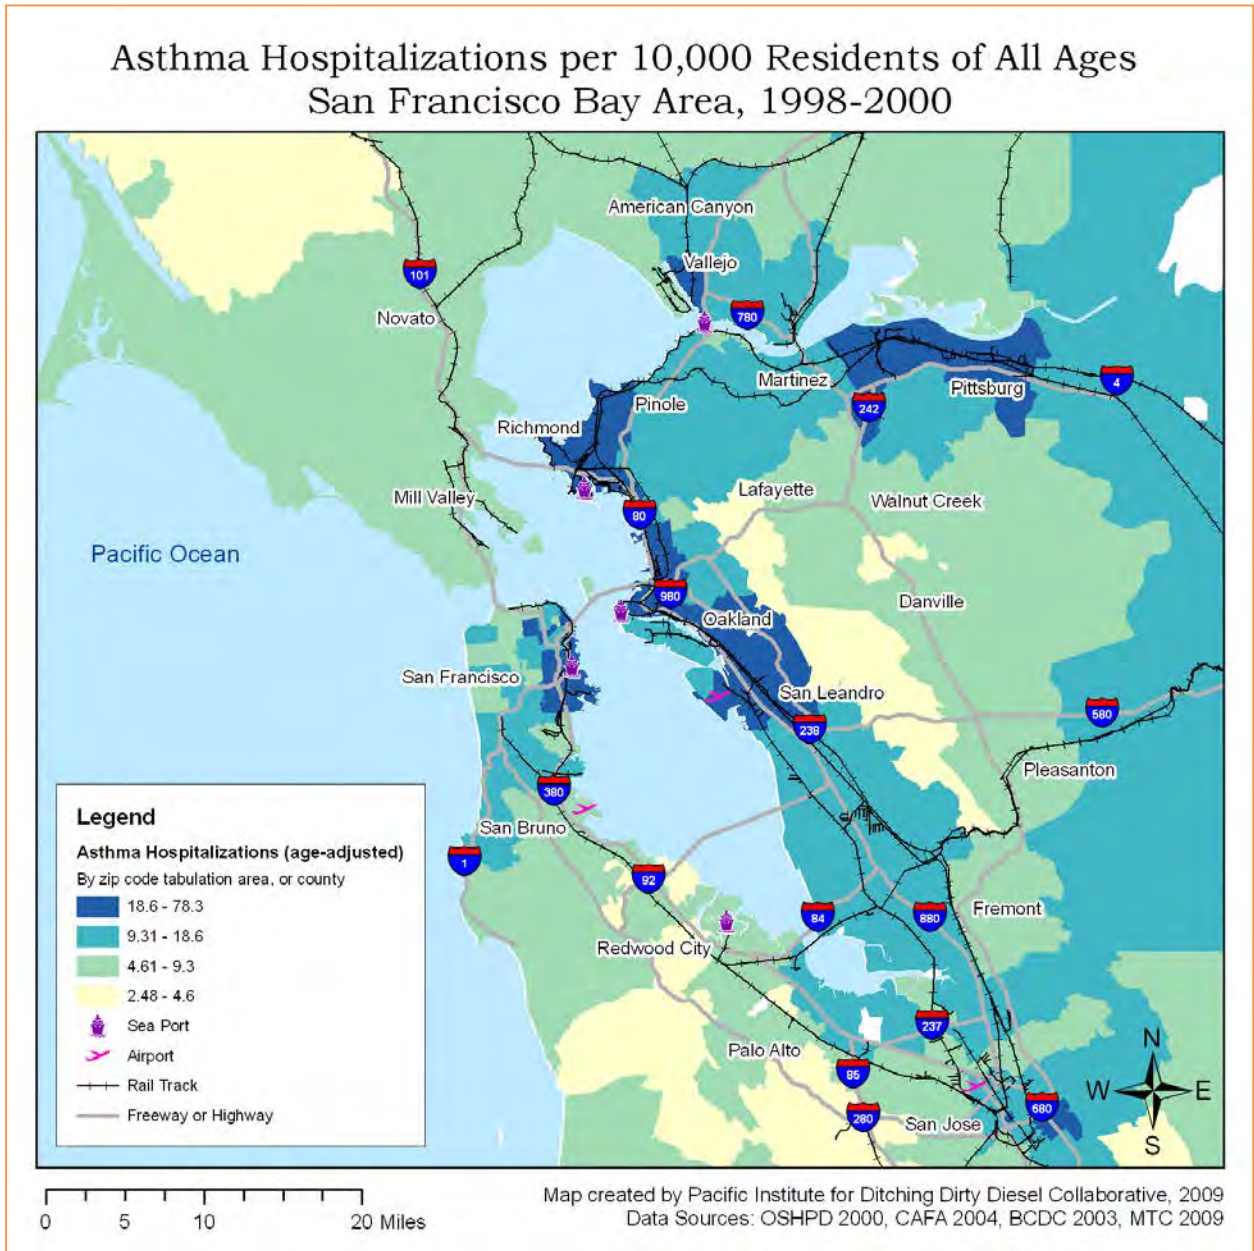 Asthma Hospitalizations per 10,000 Residents of All Ages
San Francisco Bay Area, 1998-2000
American Canyon
Vallejo
101
780
Novato
Martinez
Pittsburg
4
242
Pinole
Richmond
Lafayette
Walnut Creek
Mill Valley
80
Pacific Ocean
980
Danville
Oakland
San Francisco
San Leandro
580
238
Pleasanton
380
San Bruno
1
92
84
880
Fremont
Redwood City
237
Palo Alto
85
280
San Jose
680
N
W E
S
Legend
Asthma Hospitalizations (age-adjusted)
By zip code tabulation area, or county
18.6 - 78.3
9.31 - 18.6
4.61 - 9.3
2.48 - 4.6
Sea Port
Airport
Rail Track
Freeway or Highway
0 5 10 20 Miles
Map created by Pacific Institute for Ditching Dirty Diesel Collaborative, 2009
Data Sources: OSHPD 2000, CAFA 2004, BCDC 2003, MTC 2009